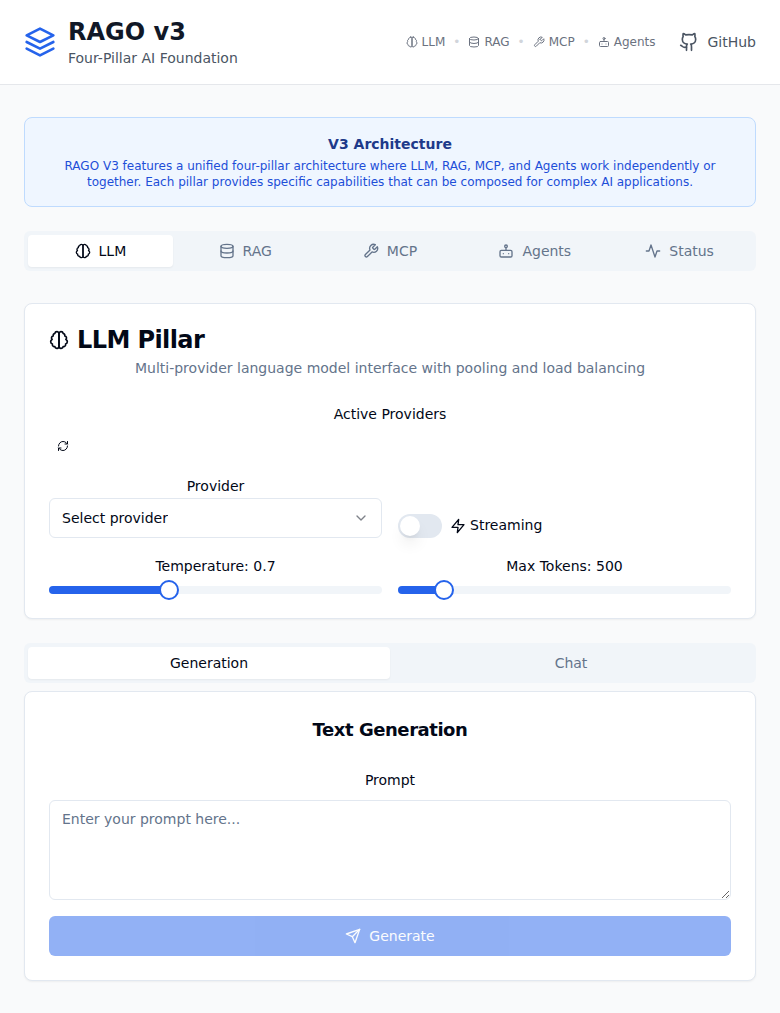 RAGO v3
Four-Pillar AI Foundation
LLM • RAG • MCP • Agents GitHub
V3 Architecture
RAGO V3 features a unified four-pillar architecture where LLM, RAG, MCP, and Agents work independently or
together. Each pillar provides specific capabilities that can be composed for complex AI applications.
LLM RAG MCP Agents Status
LLM Pillar
Multi-provider language model interface with pooling and load balancing
Active Providers
Provider
Select provider
Streaming
Temperature: 0.7 Max Tokens: 500
Generation Chat
Text Generation
Prompt
Enter your prompt here...
Generate